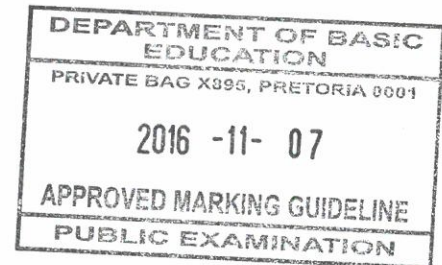 DEPARTMENT OF BASIC
EDUCATION
PRIVATE BAG X895, PRETORIA 0001
2016 -11- 07
APPROVED MARKING GUIDELINE
PUBLIC EXAMINATION